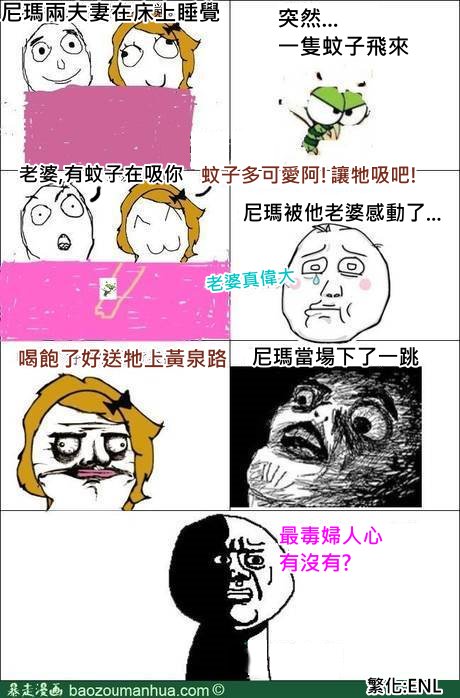 尼瑪兩夫妻在床上睡覺
突然...
一隻蚊子飛來
老婆,有蚊子在吸你
蚊子多可愛阿!讓牠吸吧!
尼瑪被他老婆感動了...
老婆真偉大
喝飽了好送牠上黃泉路
尼瑪當場下了一跳
最毒婦人心
有沒有?
暴走漫画 baozoumanhua.com ©
繁化:ENL